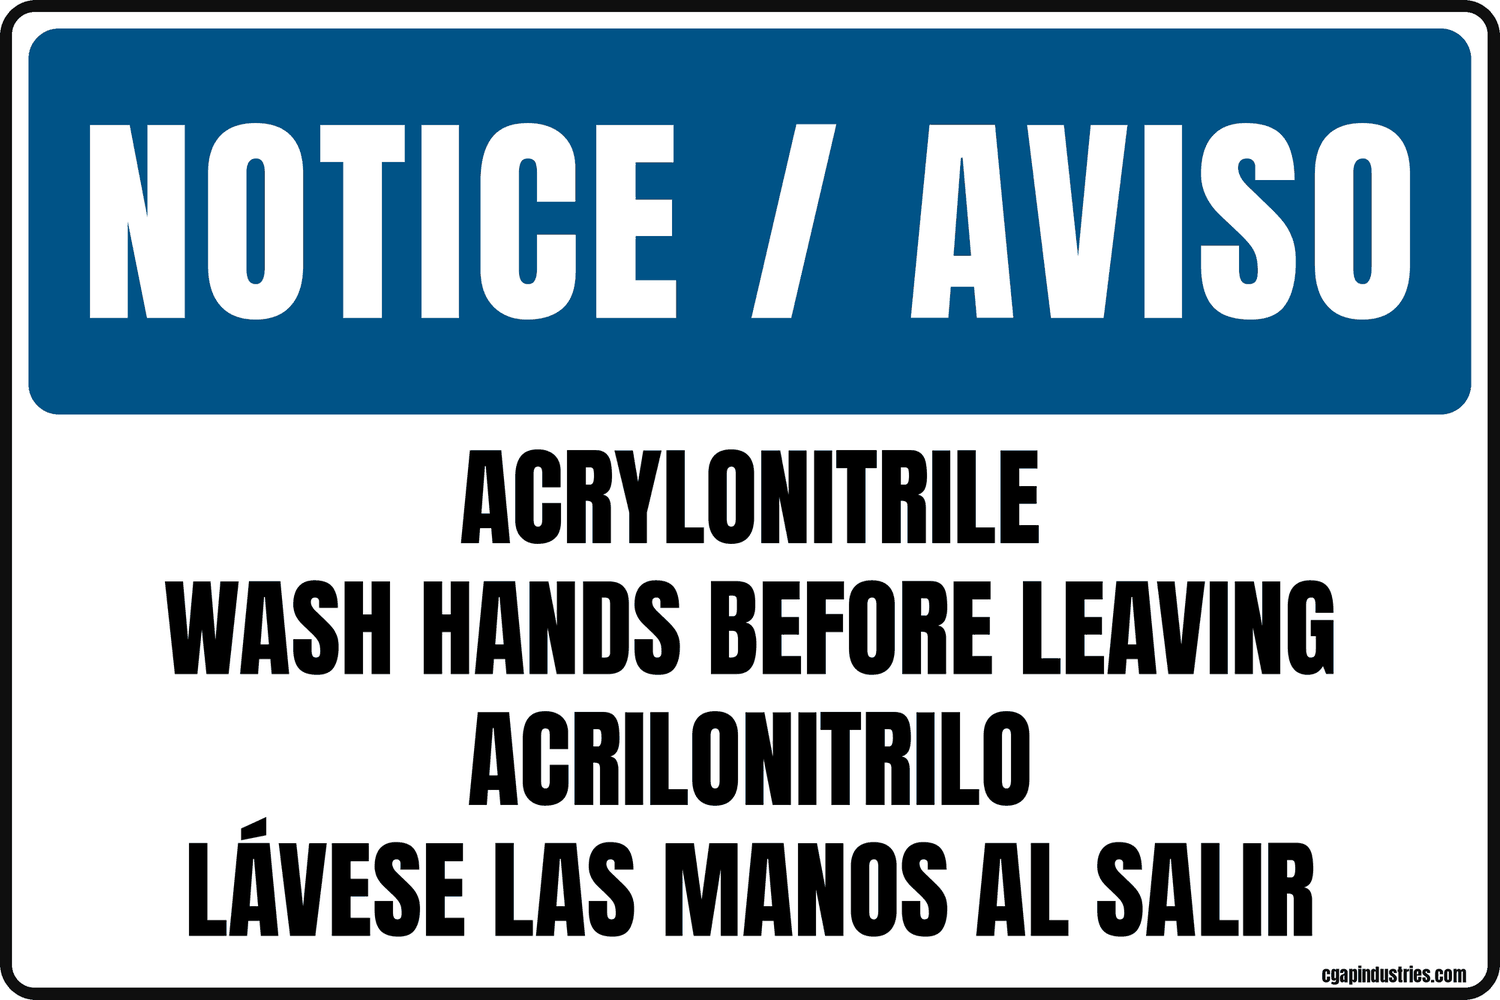 NOTICE / AVISO
ACRYLONITRILE
WASH HANDS BEFORE LEAVING
ACRILONITRILO
LÁVESE LAS MANOS AL SALIR
cgapindustries.com